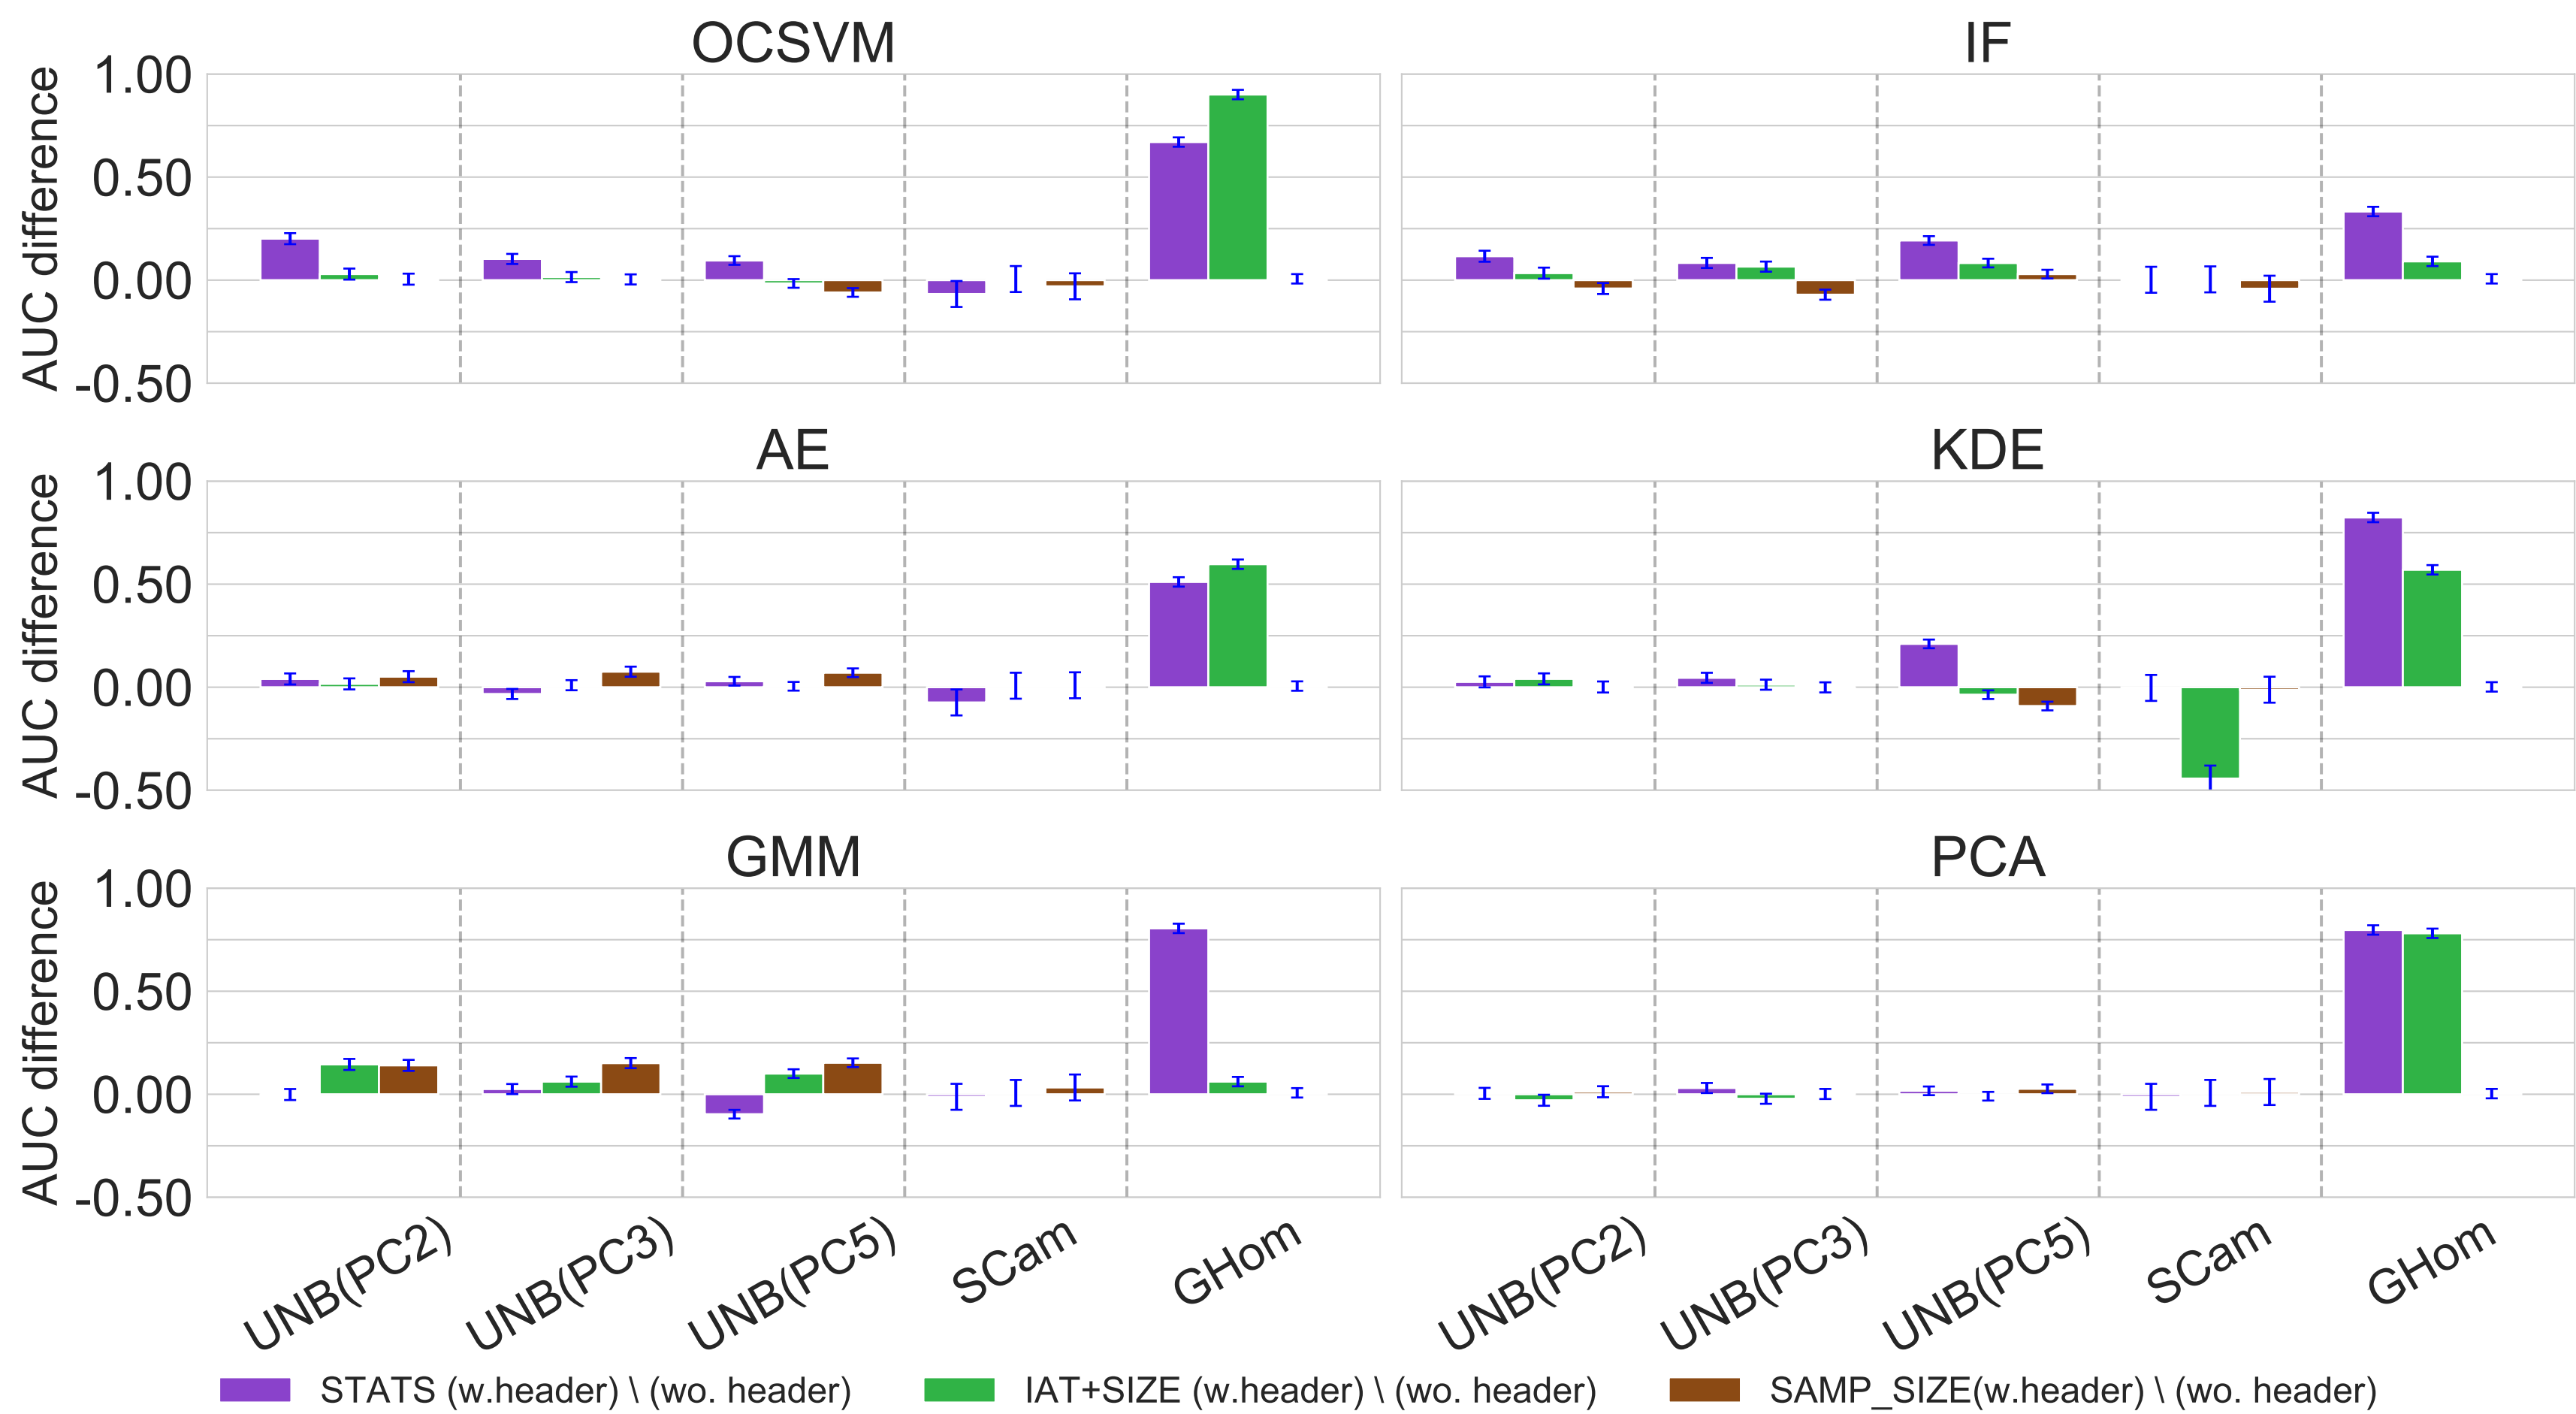 OCSVM
IF
AUC difference
1.00
0.50
0.00
-0.50
AE
KDE
AUC difference
1.00
0.50
0.00
-0.50
GMM
PCA
AUC difference
1.00
0.50
0.00
-0.50
UNB(PC2)
UNB(PC3)
UNB(PC5)
SCam
GHom
UNB(PC2)
UNB(PC3)
UNB(PC5)
SCam
GHom
STATS (w.header) \ (wo. header)
IAT+SIZE (w.header) \ (wo. header)
SAMP_SIZE(w.header) \ (wo. header)